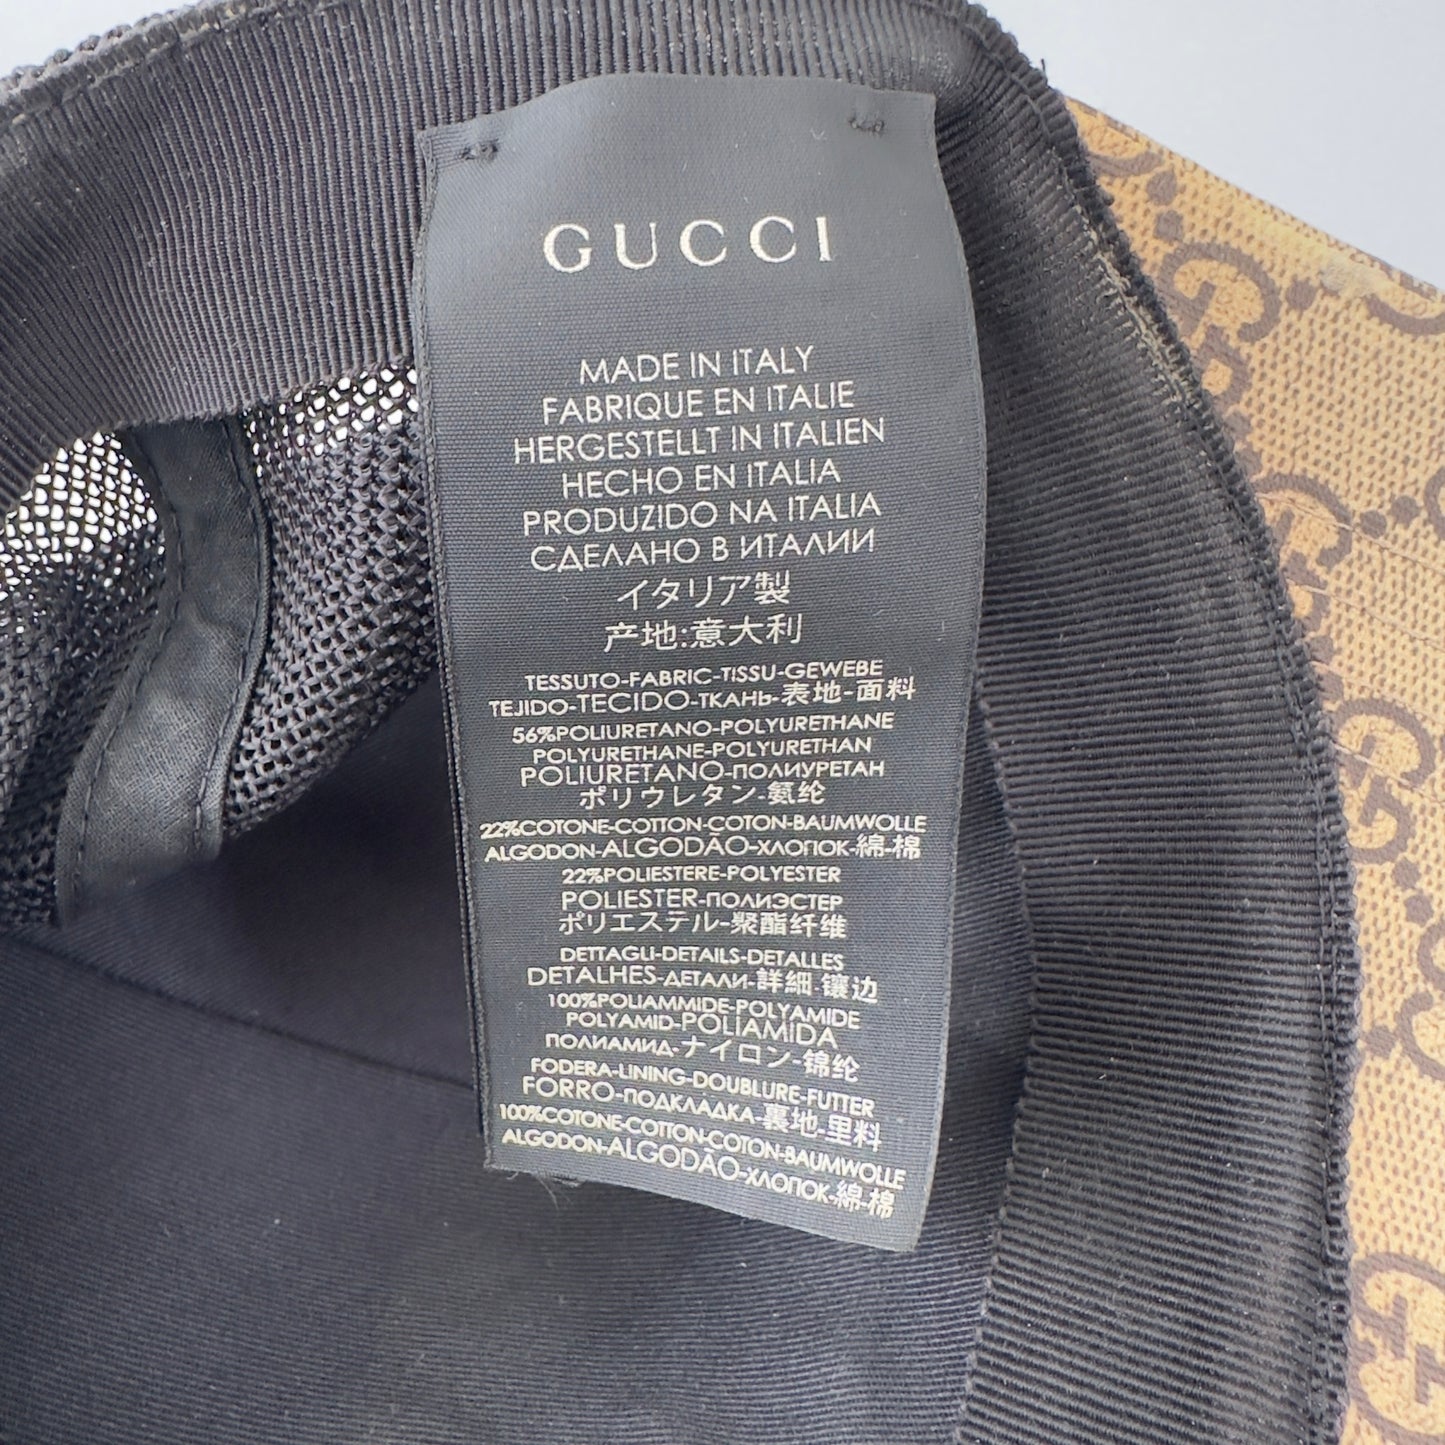 GUCCI
MADE IN ITALY
FABRIQUE EN ITALIE
HERGESTELLT IN ITALIEN
HECHO EN ITALIA
PRODUZIDO NA ITALIA
СДЕЛАНО В ИТАЛИИ
イタリア製
产地:意大利
TESSUTO-FABRIC-TISSU-GEWEBE
TEJIDO-TECIDO-ТКАНЬ-表地-面料
56%POLIURETANO-POLYURETHANE
POLYURETHANE-POLYURETHAN
POLIURETANO-ПОЛИУРЕТАН
ポリウレタン-氨纶
22%COTONE-COTTON-COTON-BAUMWOLLE
ALGODON-ALGODÃO-ХЛОПОК-綿-棉
22%POLIESTERE-POLYESTER
POLIESTER-ПОЛИЭСТЕР
ポリエステル-聚酯纤维
DETTAGLI-DETAILS-DETALLES
DETALHES-ДЕТАЛИ-詳細-镶边
100%POLIAMMIDE-POLYAMIDE
POLYAMID-POLIAMIDA
ПОЛИАМИД-ナイロン-锦纶
FODERA-LINING-DOUBLURE-FUTTER
FORRO-ПОДКЛАДКА-裏地-里料
100%COTONE-COTTON-COTON-BAUMWOLLE
ALGODON-ALGODÃO-ХЛОПОК-綿-棉